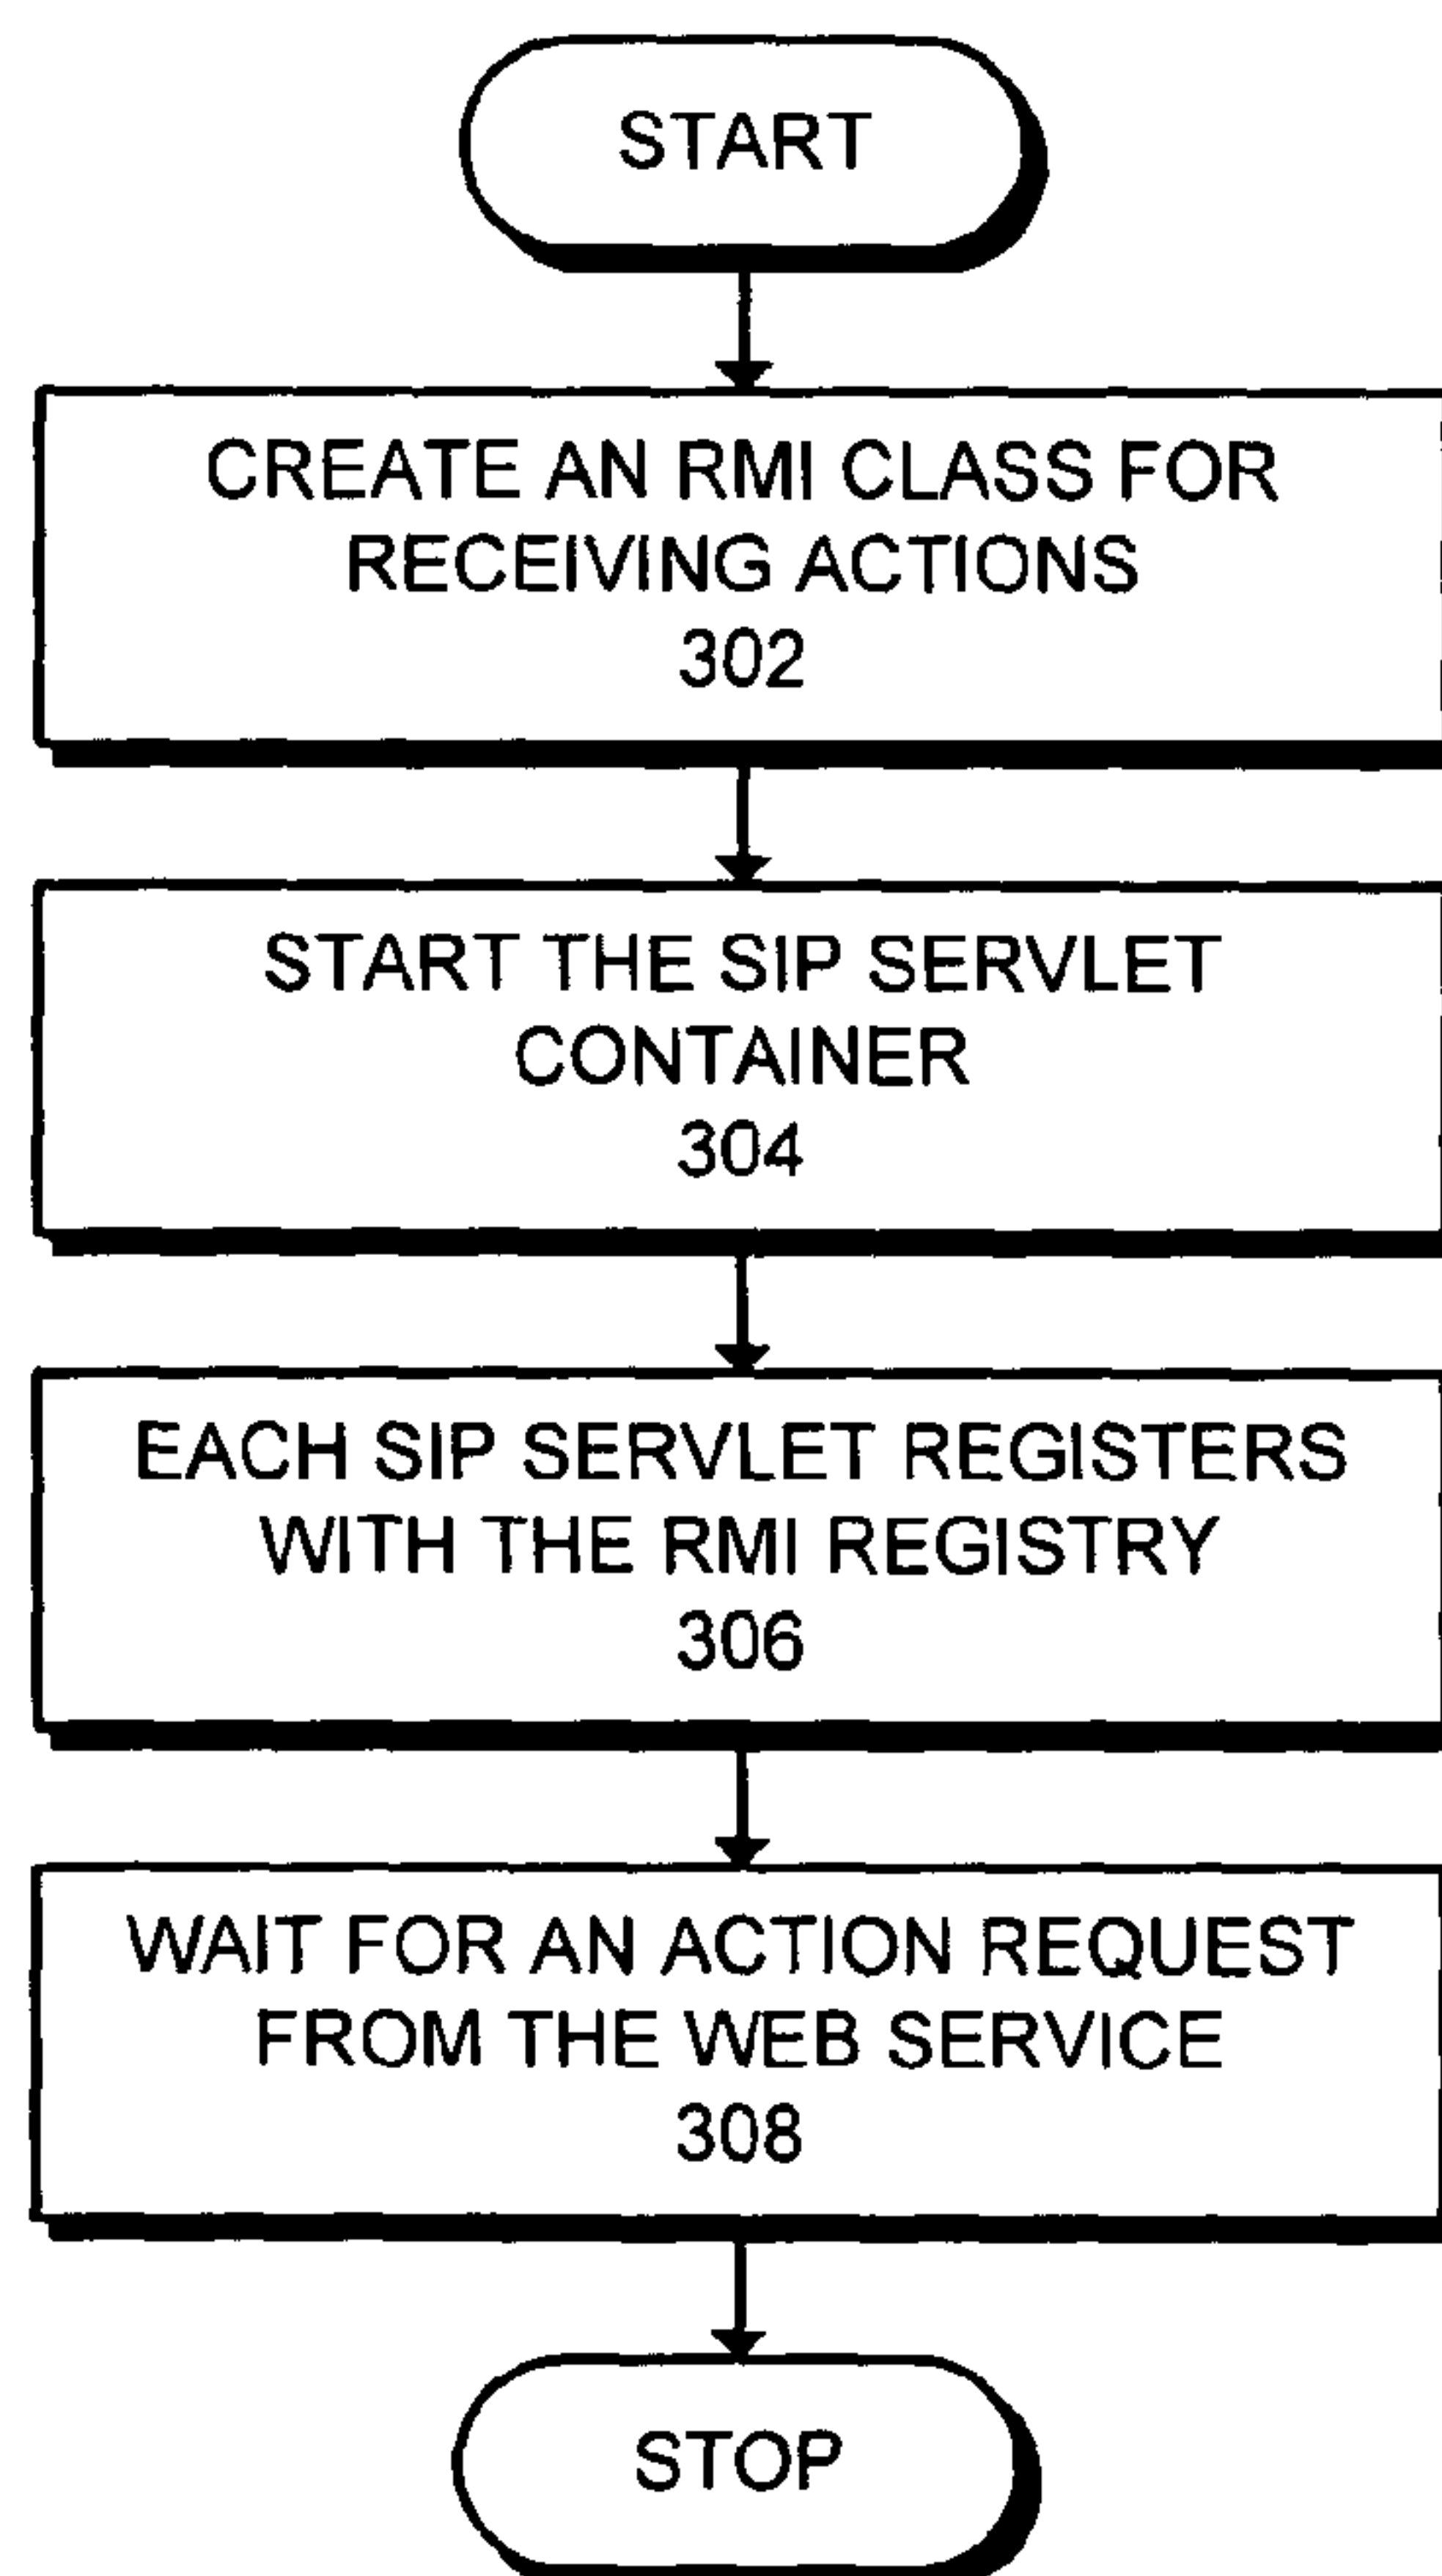 START
CREATE AN RMI CLASS FOR
RECEIVING ACTIONS
302
START THE SIP SERVLET
CONTAINER
304
EACH SIP SERVLET REGISTERS
WITH THE RMI REGISTRY
306
WAIT FOR AN ACTION REQUEST
FROM THE WEB SERVICE
308
STOP